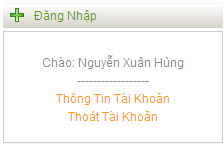 Đăng Nhập
Chào: Nguyễn Xuân Hùng
------------------
Thông Tin Tài Khoản
Thoát Tài Khoản